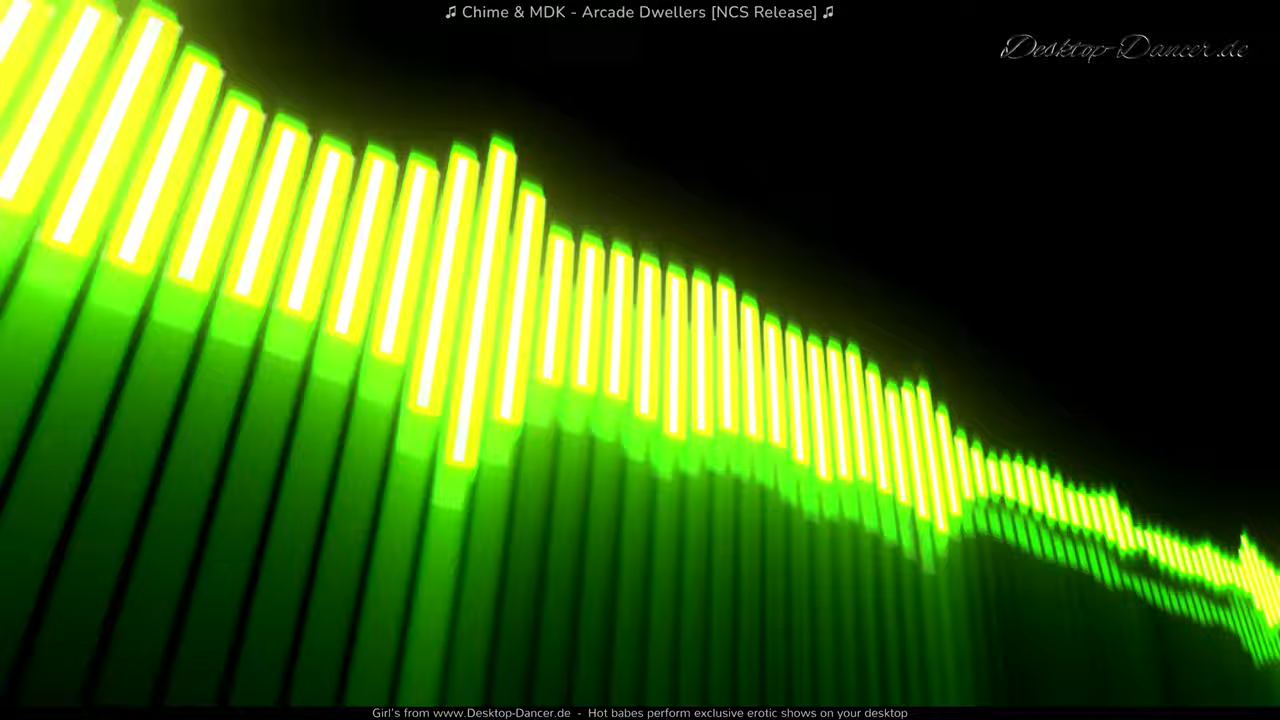 ♫ Chime & MDK - Arcade Dwellers [NCS Release] ♫
Desktop-Dancer.de
Girl's from www.Desktop-Dancer.de - Hot babes perform exclusive erotic shows on your desktop